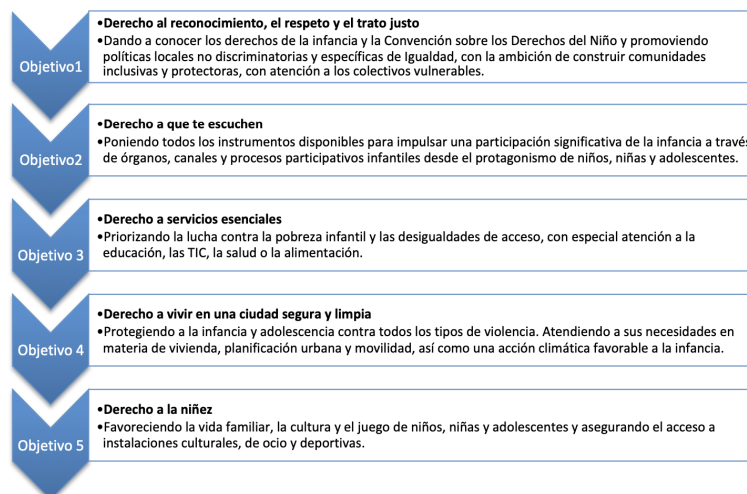 Objetivo1
•Derecho al reconocimiento, el respeto y el trato justo
•Dando a conocer los derechos de la infancia y la Convención sobre los Derechos del Niño y promoviendo
políticas locales no discriminatorias y específicas de Igualdad, con la ambición de construir comunidades
inclusivas y protectoras, con atención a los colectivos vulnerables.
Objetivo2
•Derecho a que te escuchen
•Poniendo todos los instrumentos disponibles para impulsar una participación significativa de la infancia a través
de órganos, canales y procesos participativos infantiles desde el protagonismo de niños, niñas y adolescentes.
Objetivo 3
•Derecho a servicios esenciales
•Priorizando la lucha contra la pobreza infantil y las desigualdades de acceso, con especial atención a la
educación, las TIC, la salud o la alimentación.
Objetivo 4
•Derecho a vivir en una ciudad segura y limpia
•Protegiendo a la infancia y adolescencia contra todos los tipos de violencia. Atendiendo a sus necesidades en
materia de vivienda, planificación urbana y movilidad, así como una acción climática favorable a la infancia.
Objetivo 5
•Derecho a la niñez
•Favoreciendo la vida familiar, la cultura y el juego de niños, niñas y adolescentes y asegurando el acceso a
instalaciones culturales, de ocio y deportivas.